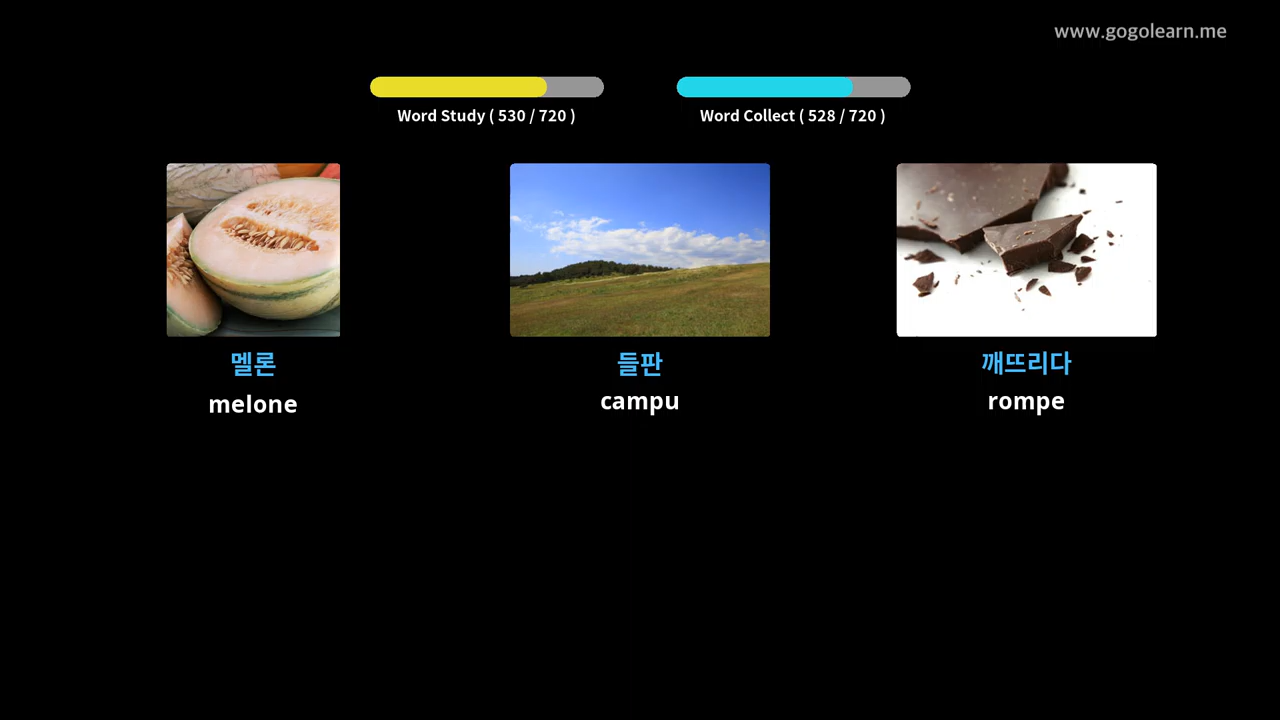 www.gogolearn.me
Word Study ( 530 / 720 )
Word Collect ( 528 / 720 )
멜론
melone
들판
campu
깨뜨리다
rompe